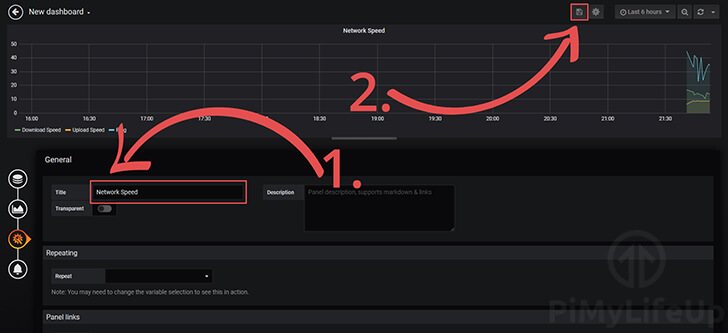 New dashboard
Last 6 hours
Network Speed
50
40
30
20
10
0
16:00 16:30 17:00 17:30 18:00 18:30 19:00 19:30 20:00 20:30 21:00 21:30
Download Speed Upload Speed Ping
2.
1.
General
Title Network Speed
Description Panel description, supports markdown & links
Transparent
Repeating
Repeat
Note: You may need to change the variable selection to see this in action.
Panel links
PiMyLifeUp